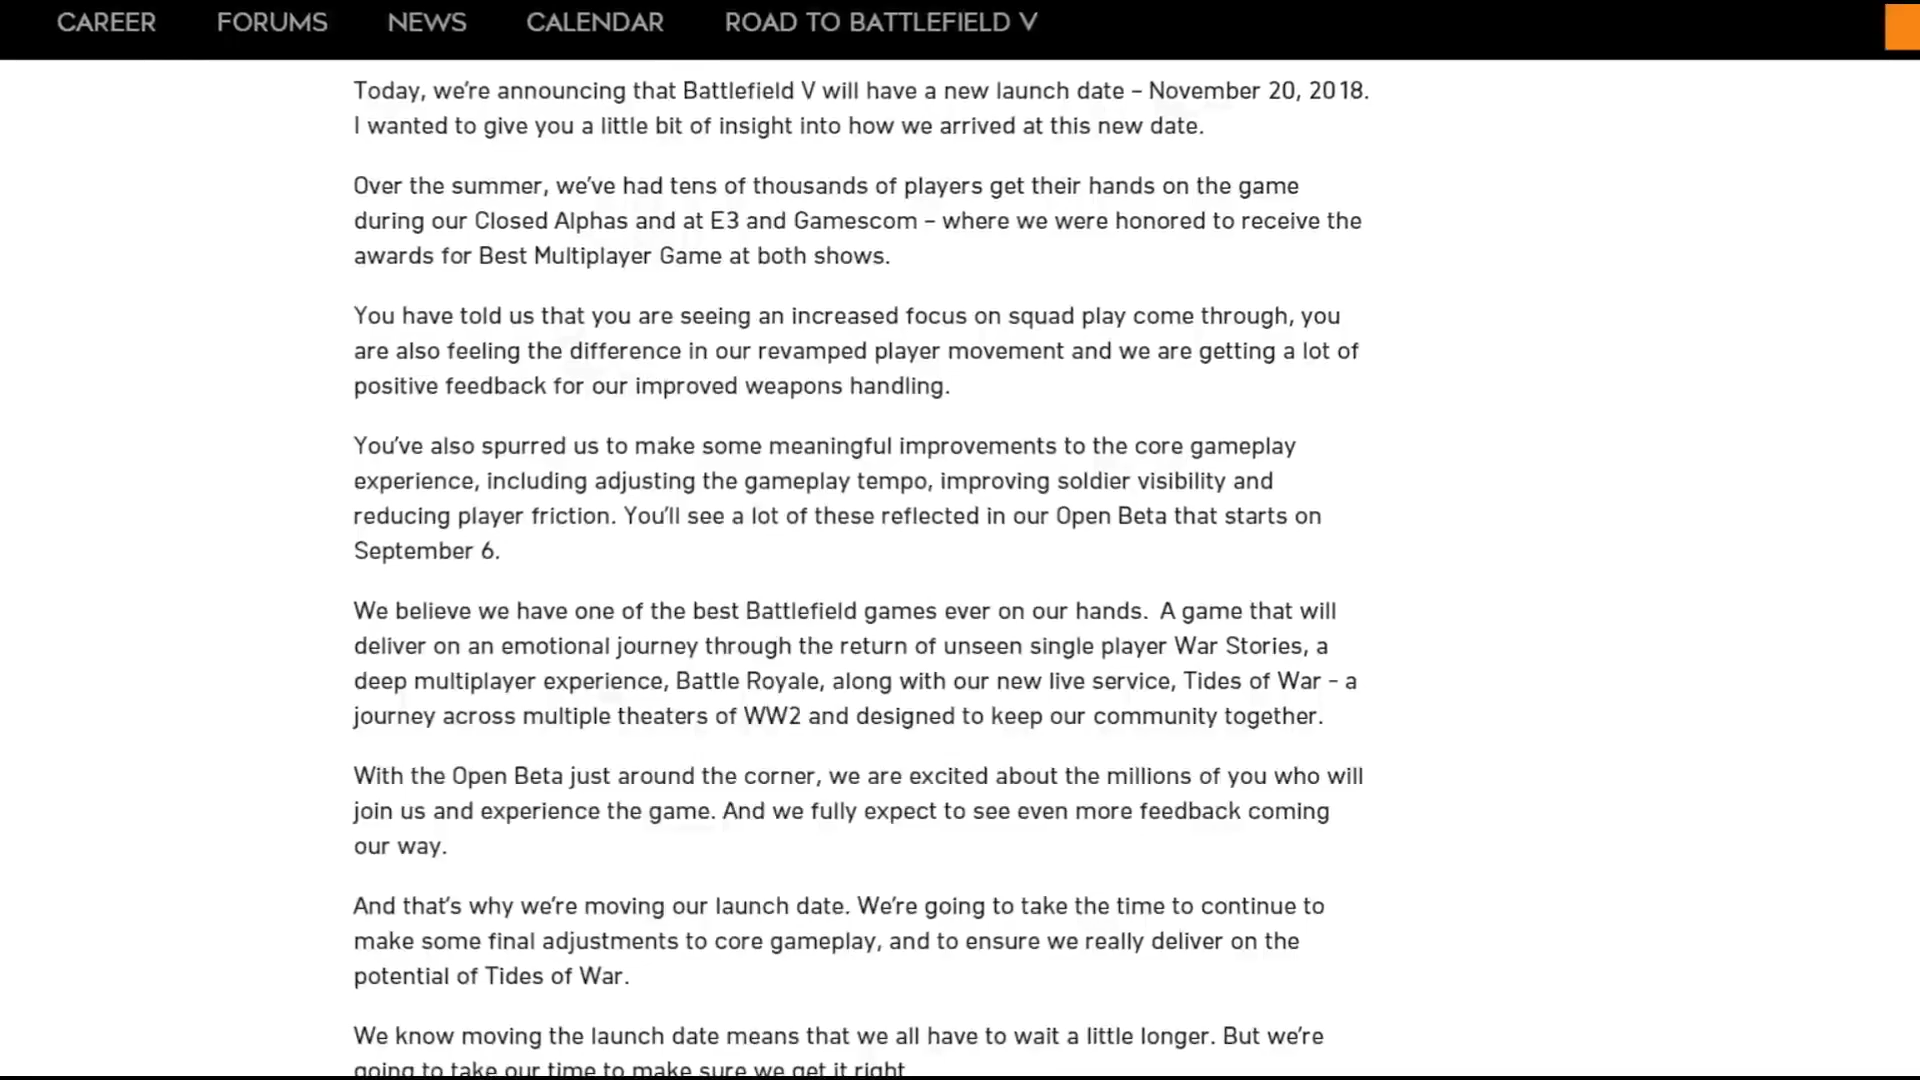 CAREER FORUMS NEWS CALENDAR ROAD TO BATTLEFIELD V
Today, we're announcing that Battlefield V will have a new launch date – November 20, 2018.
I wanted to give you a little bit of insight into how we arrived at this new date.
Over the summer, we've had tens of thousands of players get their hands on the game
during our Closed Alphas and at E3 and Gamescom – where we were honored to receive the
awards for Best Multiplayer Game at both shows.
You have told us that you are seeing an increased focus on squad play come through, you
are also feeling the difference in our revamped player movement and we are getting a lot of
positive feedback for our improved weapons handling.
You've also spurred us to make some meaningful improvements to the core gameplay
experience, including adjusting the gameplay tempo, improving soldier visibility and
reducing player friction. You'll see a lot of these reflected in our Open Beta that starts on
September 6.
We believe we have one of the best Battlefield games ever on our hands. A game that will
deliver on an emotional journey through the return of unseen single player War Stories, a
deep multiplayer experience, Battle Royale, along with our new live service, Tides of War – a
journey across multiple theaters of WW2 and designed to keep our community together.
With the Open Beta just around the corner, we are excited about the millions of you who will
join us and experience the game. And we fully expect to see even more feedback coming
our way.
And that's why we're moving our launch date. We're going to take the time to continue to
make some final adjustments to core gameplay, and to ensure we really deliver on the
potential of Tides of War.
We know moving the launch date means that we all have to wait a little longer. But we're
going to take our time to make sure we get it right